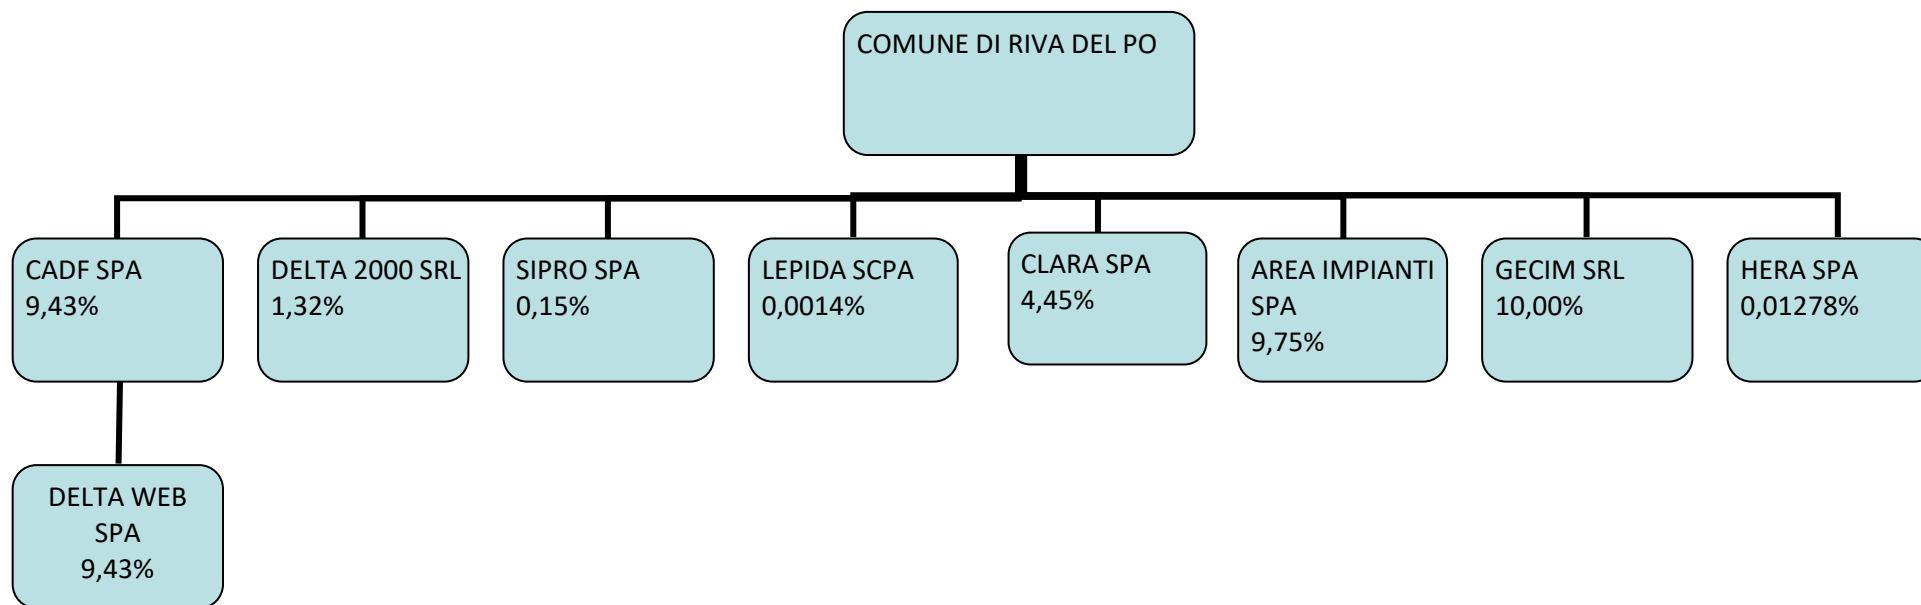 COMUNE DI RIVA DEL PO
CADF SPA
9,43%
DELTA 2000 SRL
1,32%
SIPRO SPA
0,15%
LEPIDA SCPA
0,0014%
CLARA SPA
4,45%
AREA IMPIANTI
SPA
9,75%
GECIM SRL
10,00%
HERA SPA
0,01278%
DELTA WEB
SPA
9,43%